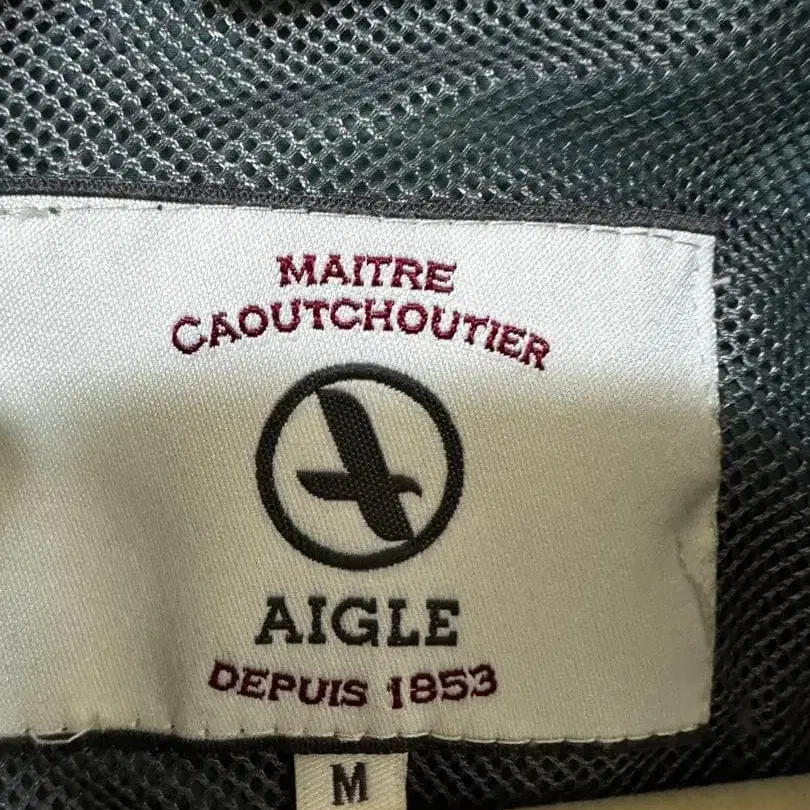 MAITRE
CAOUTCHOUTIER
AIGLE
DEPUIS 1853
M